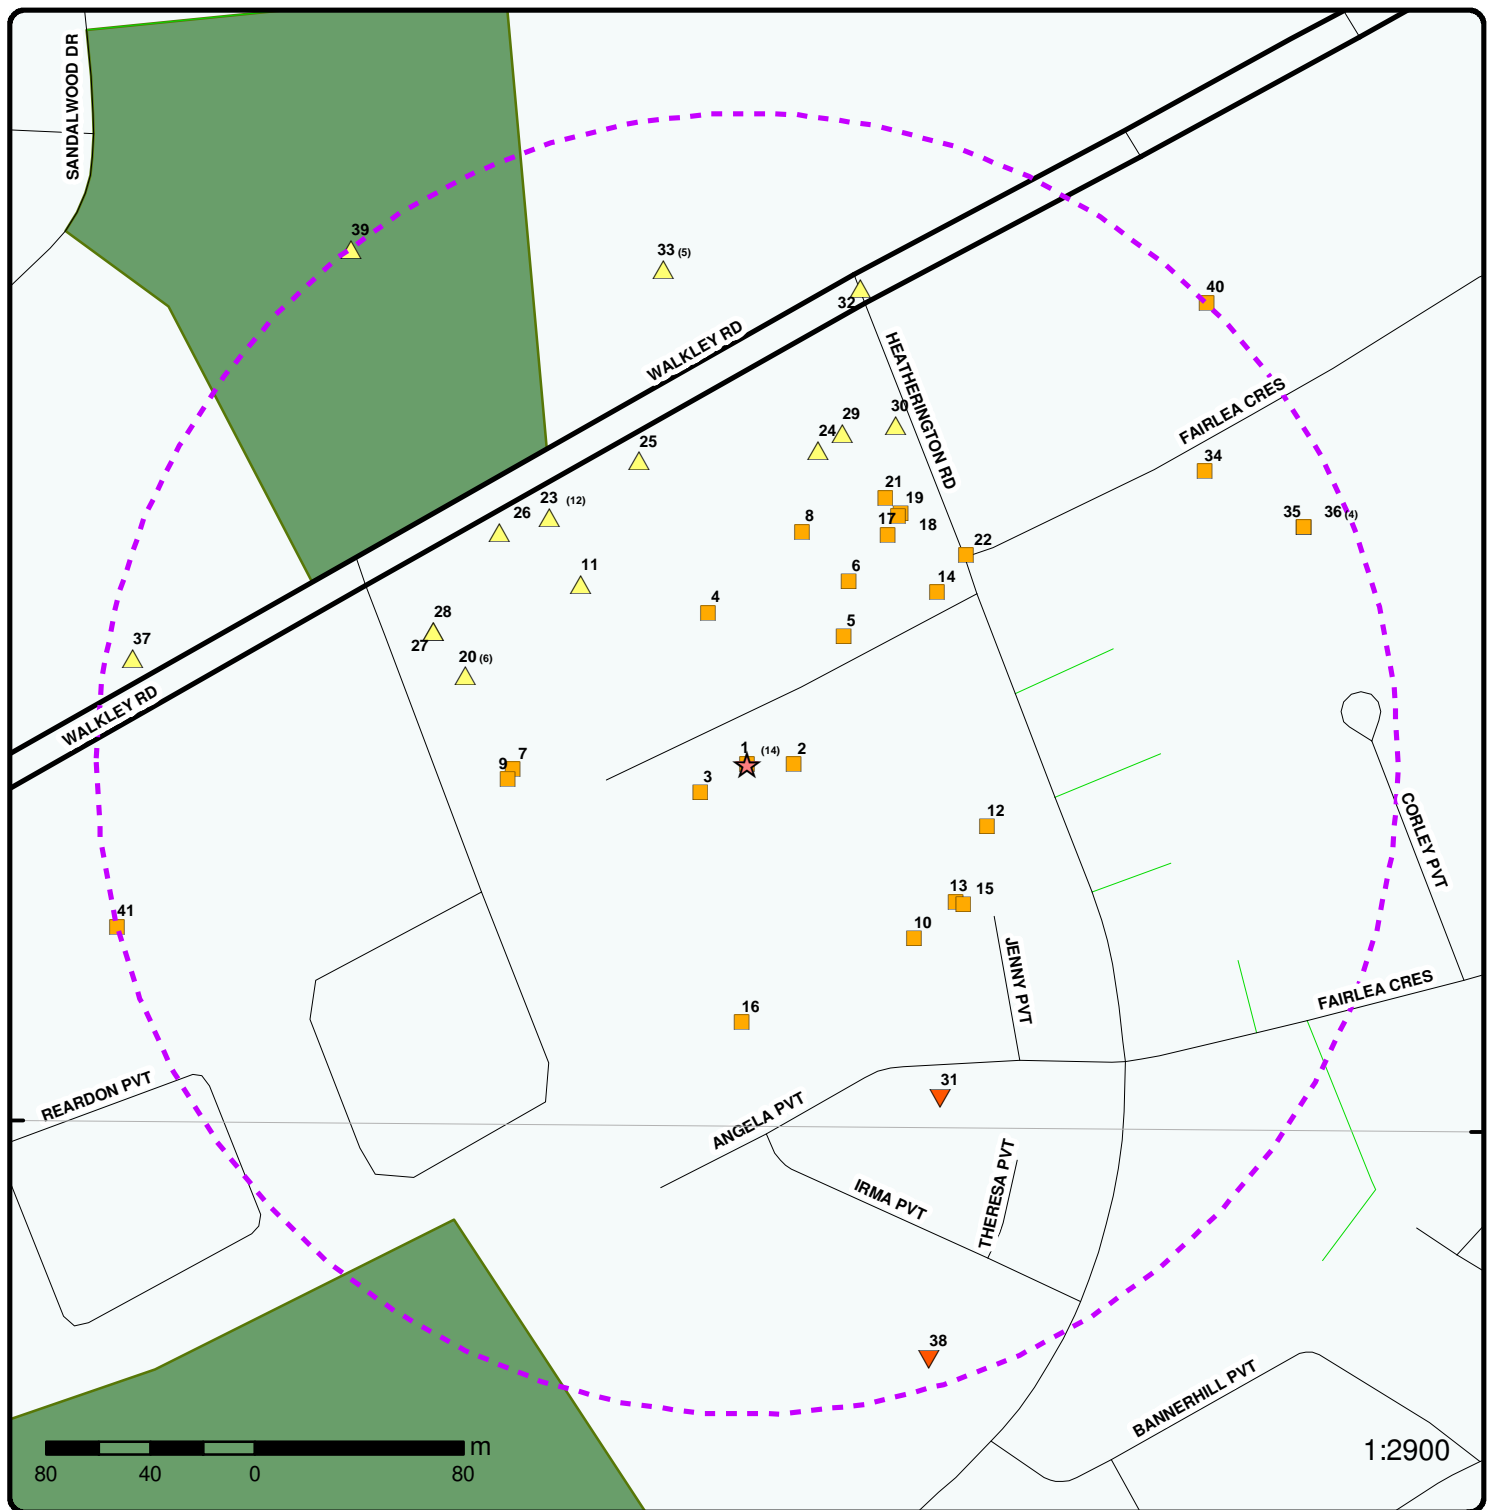 SANDALWOOD DR
39
33 (5)
40
32
WALKLEY RD
HEATHERINGTON RD
FAIRLEA CRES
30
29
24
25
34
21
19
23 (12)
26
8
17
18
35
36 (4)
22
11
6
14
4
28
5
27
37
20 (6)
WALKLEY RD
1 (14)
2
7
9
3
12
CORLEY PVT
13
15
41
10
JENNY PVT
FAIRLEA CRES
16
31
REARDON PVT
ANGELA PVT
THERESA PVT
IRMA PVT
38
BANNERHILL PVT
m
1:2900
80 40 0 80